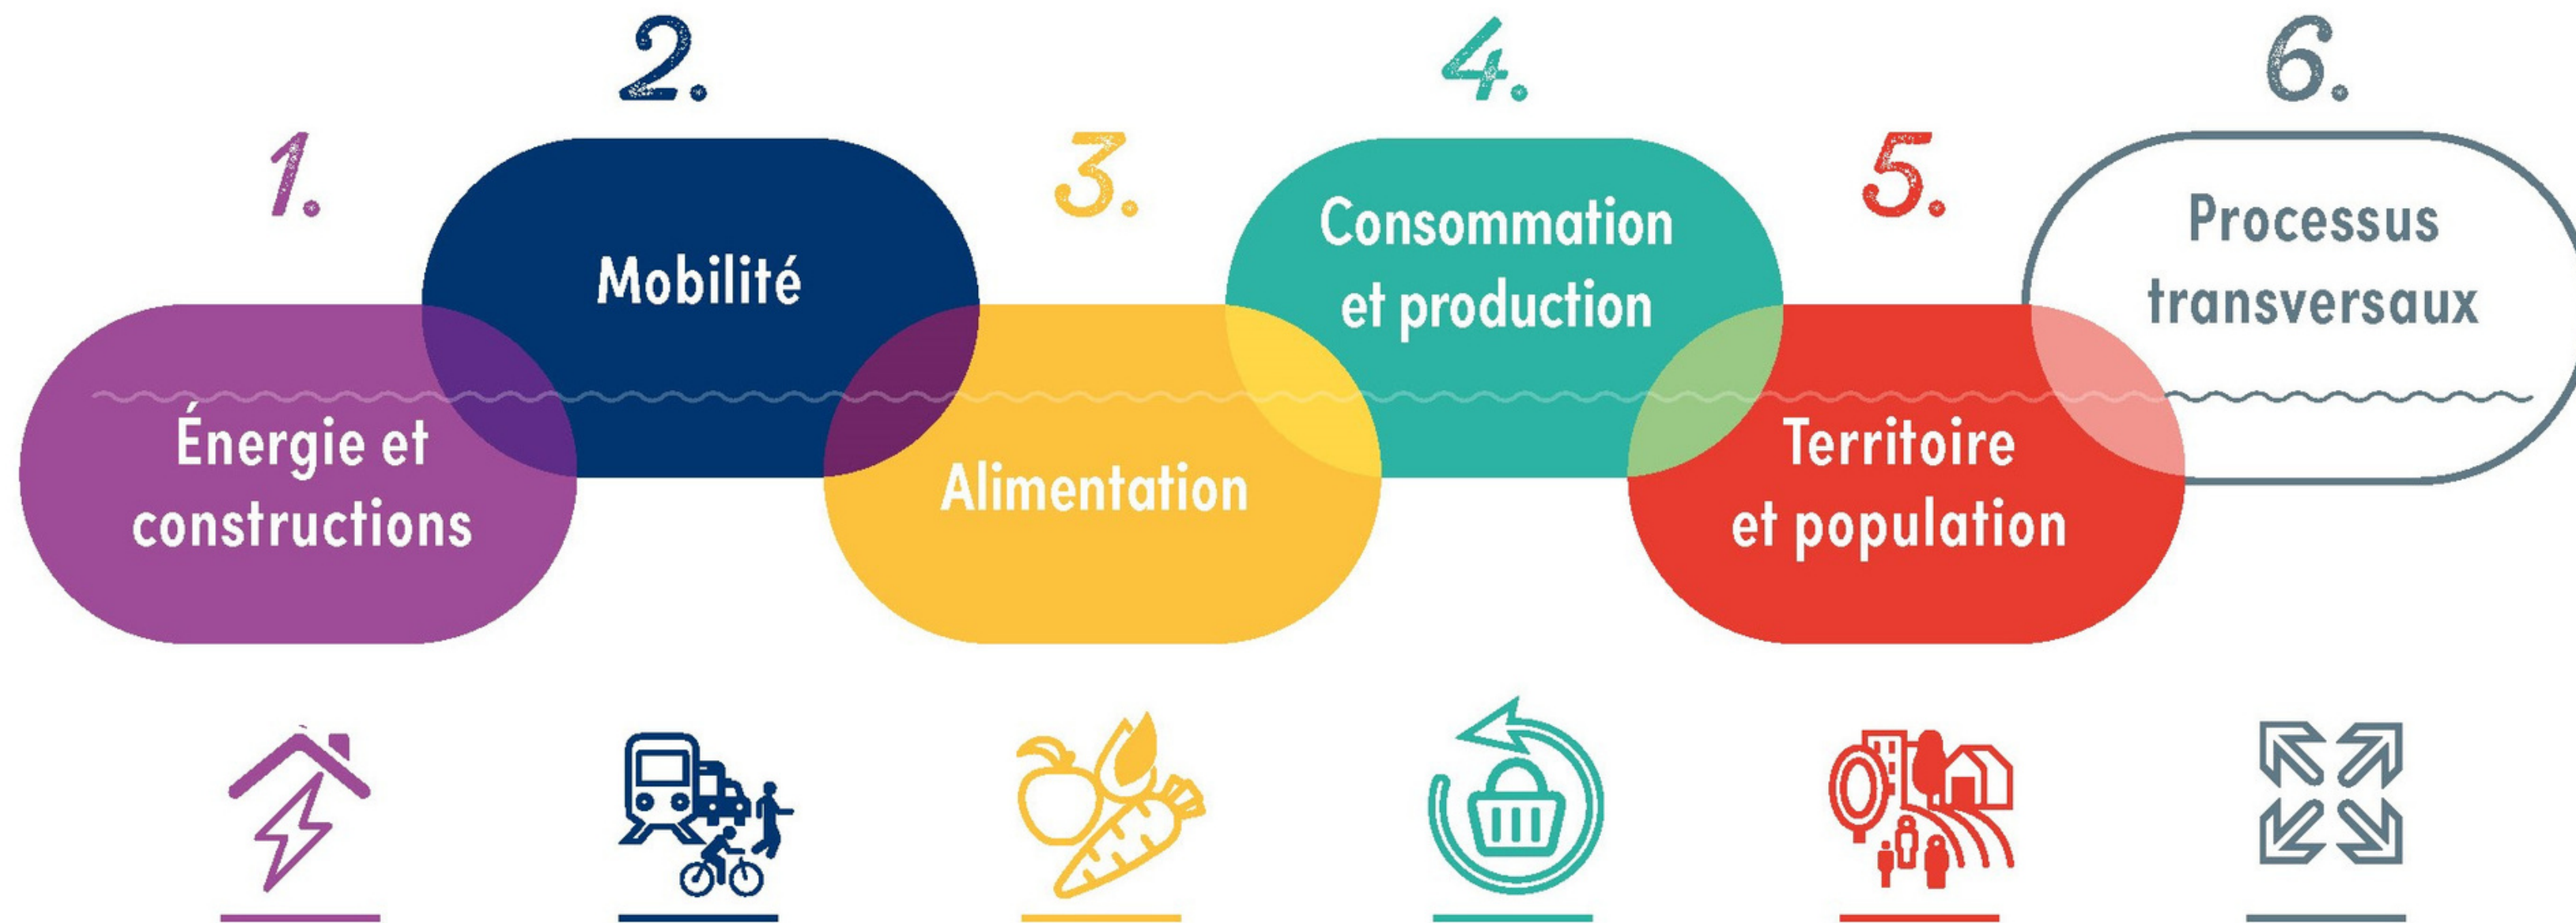 1.
Énergie et
constructions
2.
Mobilité
3.
Alimentation
4.
Consommation
et production
5.
Territoire
et population
6.
Processus
transversaux